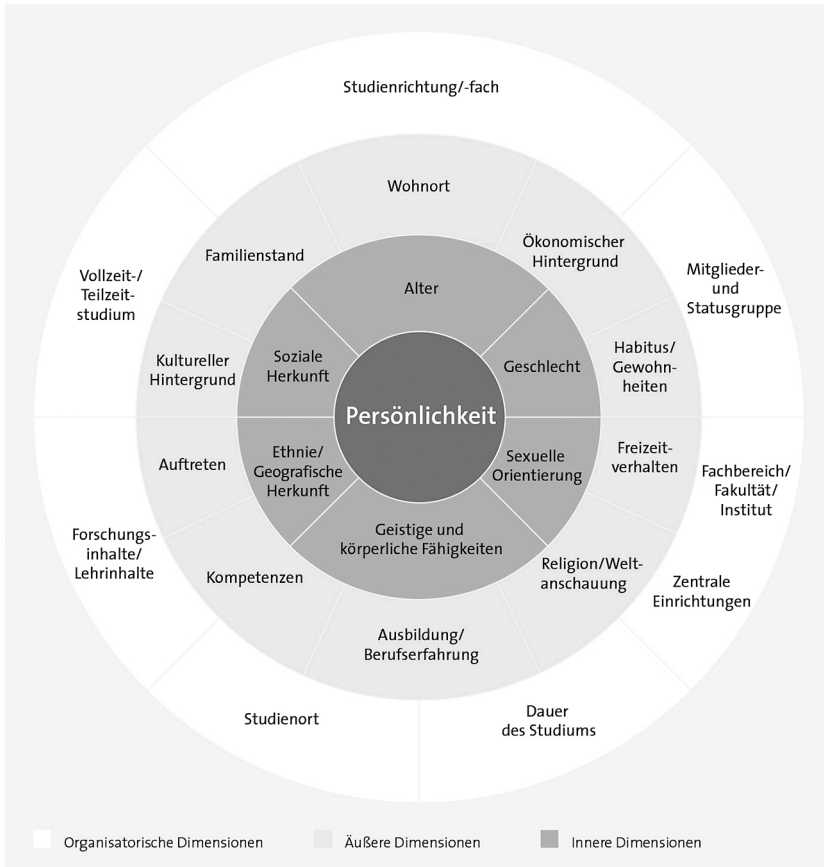 Studienrichtung/-fach
Wohnort
Familienstand
Ökonomischer
Hintergrund
Vollzeit-/
Teilzeit-
studium
Mitglieder-
und
Statusgruppe
Alter
Kultureller
Hintergrund
Soziale
Herkunft
Geschlecht
Habitus/
Gewohn-
heiten
Persönlichkeit
Auftreten
Ethnie/
Geografische
Herkunft
Sexuelle
Orientierung
Freizeit-
verhalten
Fachbereich/
Fakultät/
Institut
Forschungs-
inhalte/
Lehrinhalte
Kompetenzen
Geistige und
körperliche Fähigkeiten
Religion/Welt-
anschauung
Zentrale
Einrichtungen
Ausbildung/
Berufserfahrung
Studienort
Dauer
des Studiums
Organisatorische Dimensionen
Äußere Dimensionen
Innere Dimensionen